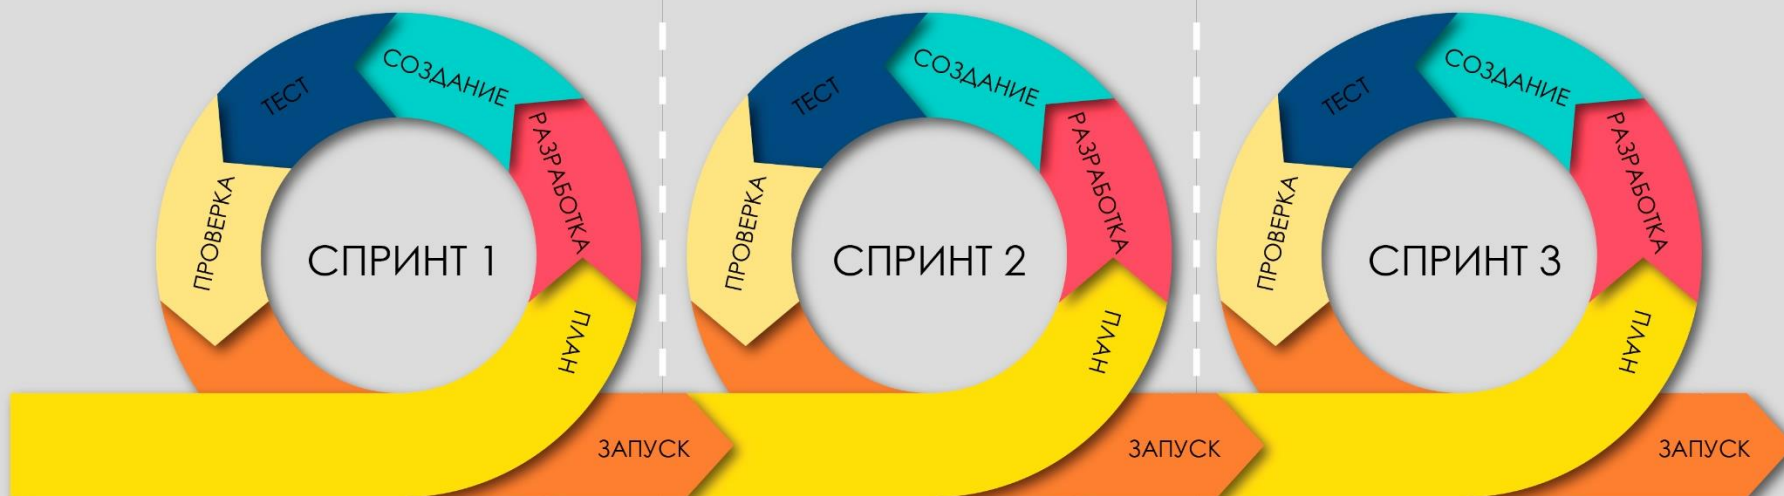 СПРИНТ 1
ПЛАН
РАЗРАБОТКА
СОЗДАНИЕ
ТЕСТ
ПРОВЕРКА
ЗАПУСК
СПРИНТ 2
ПЛАН
РАЗРАБОТКА
СОЗДАНИЕ
ТЕСТ
ПРОВЕРКА
ЗАПУСК
СПРИНТ 3
ПЛАН
РАЗРАБОТКА
СОЗДАНИЕ
ТЕСТ
ПРОВЕРКА
ЗАПУСК